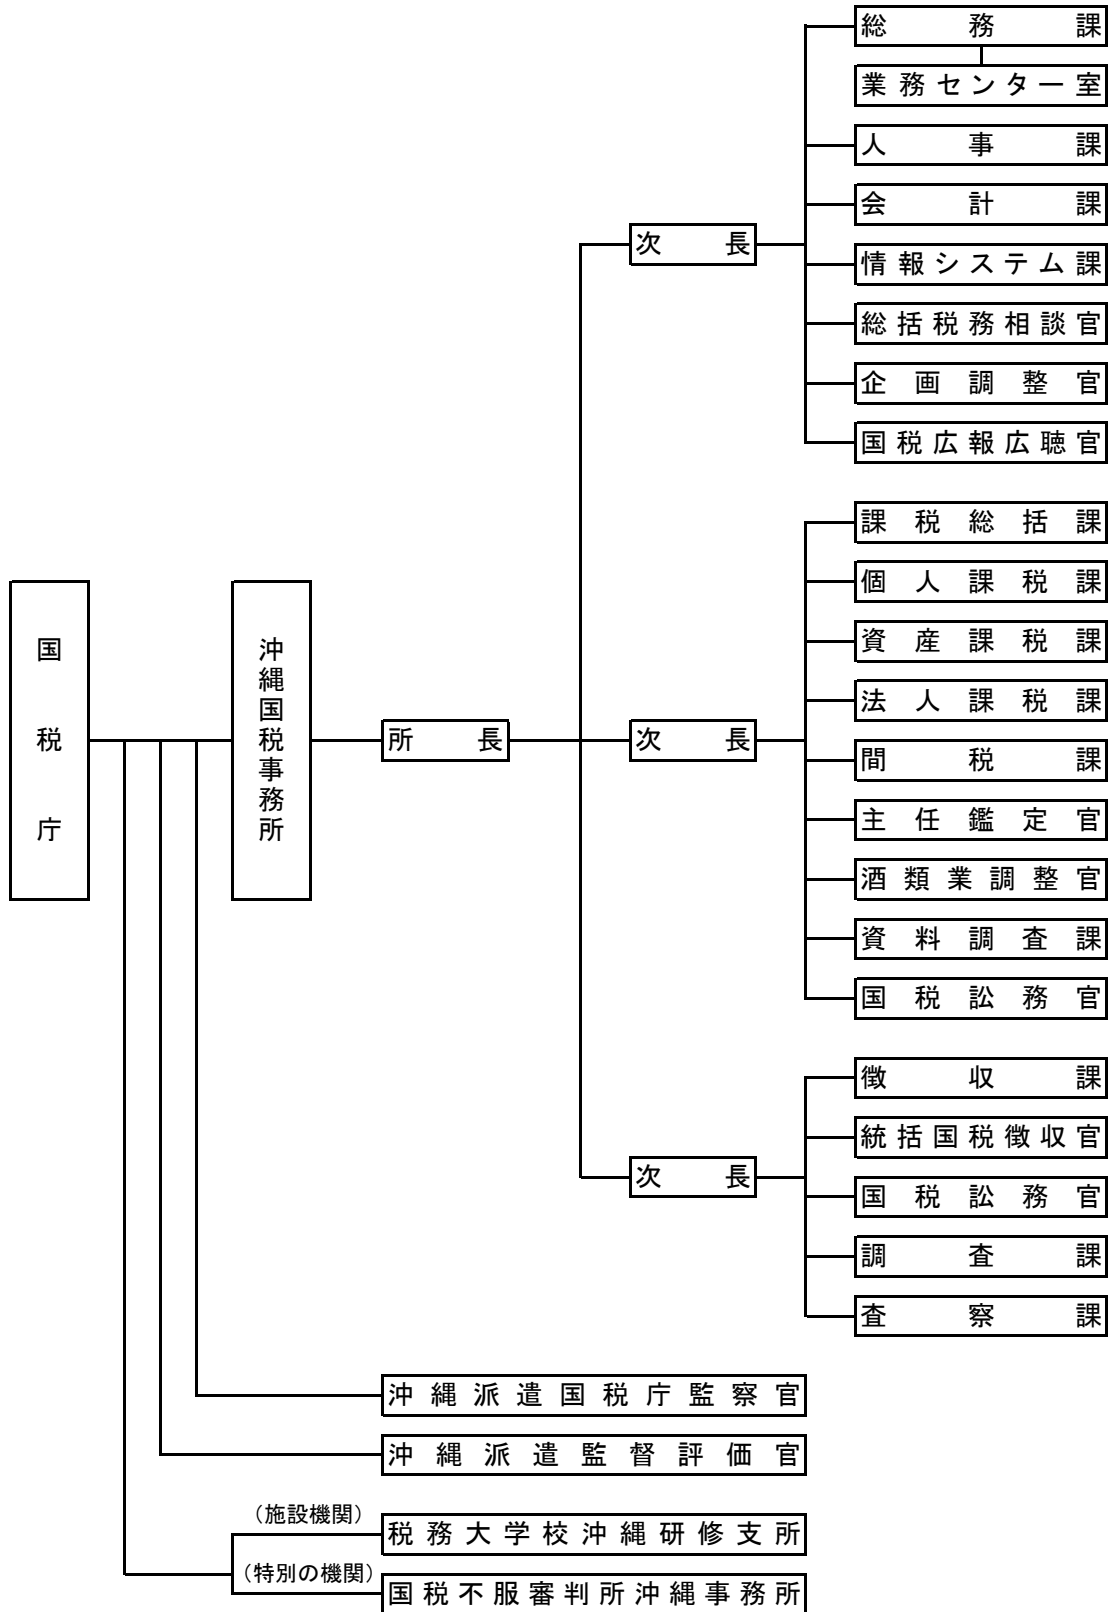 総務課
業務センター室
人事課
会計課
次長
情報システム課
総括税務相談官
企画調整官
国税広報広聴官
課税総括課
個人課税課
国税庁
沖縄国税事務所
資産課税課
法人課税課
所長
次長
間税課
主任鑑定官
酒類業調整官
資料調査課
国税訟務官
徴収課
統括国税徴収官
次長
国税訟務官
調査課
査察課
沖縄派遣国税庁監察官
沖縄派遣監督評価官
（施設機関）
税務大学校沖縄研修支所
（特別の機関）
国税不服審判所沖縄事務所